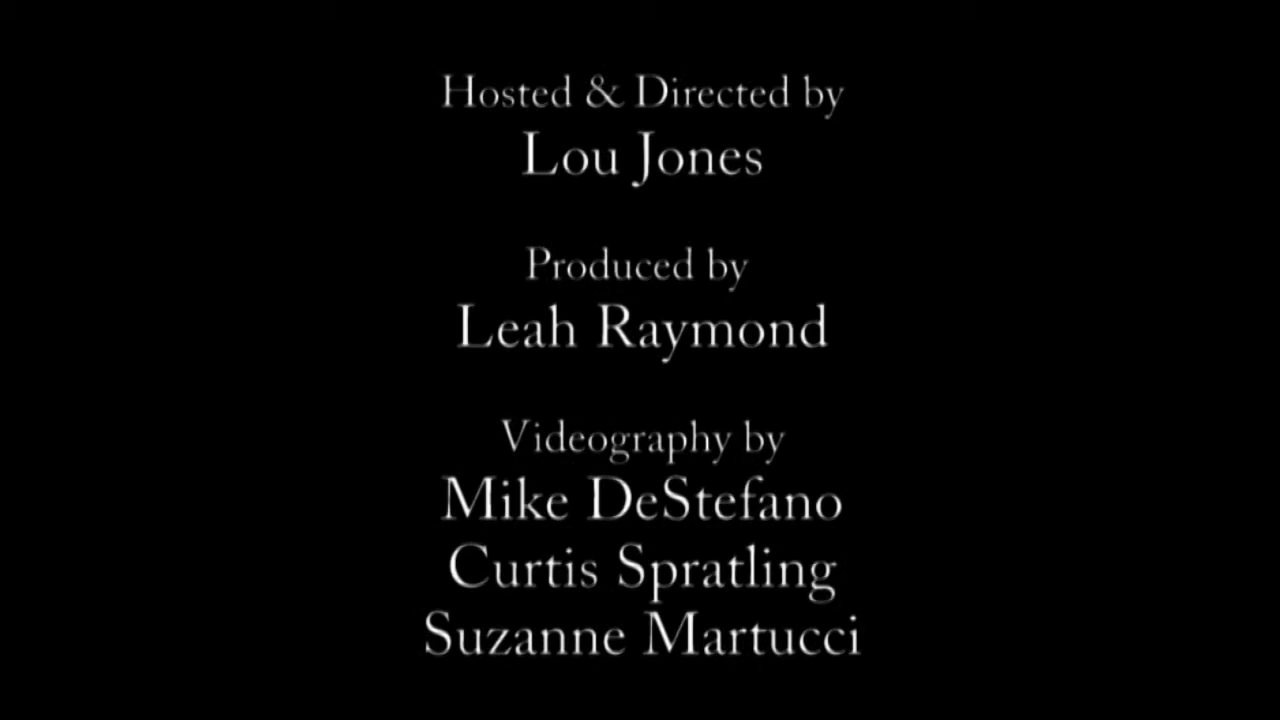 Hosted & Directed by
Lou Jones
Produced by
Leah Raymond
Videography by
Mike DeStefano
Curtis Spratling
Suzanne Martucci